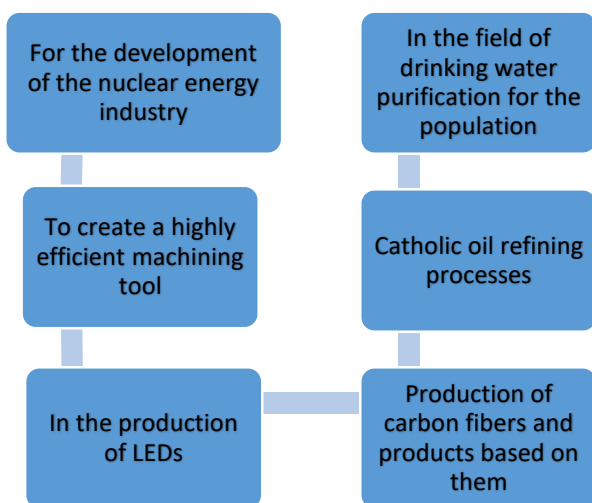 For the development
of the nuclear energy
industry
To create a highly
efficient machining
tool
In the production
of LEDs
Production of
carbon fibers and
products based on
them
Catholic oil refining
processes
In the field of
drinking water
purification for the
population